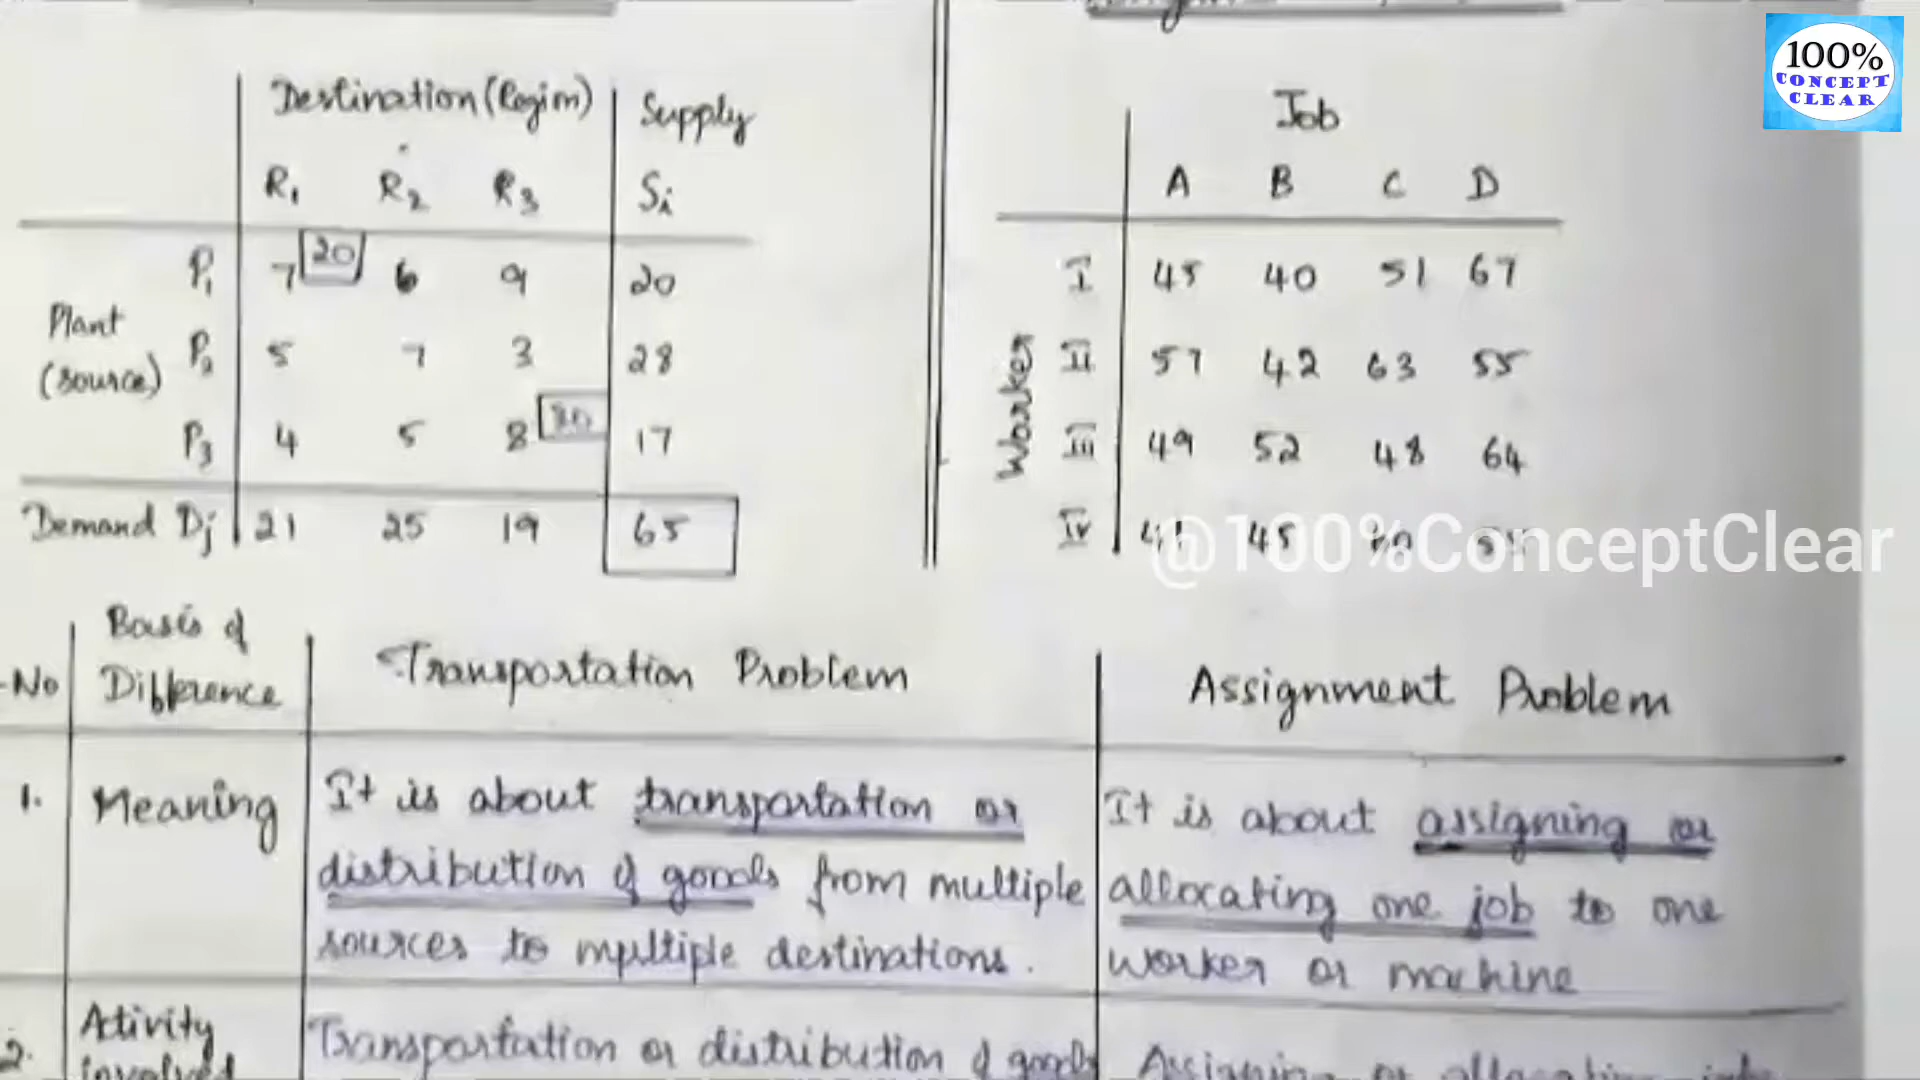 Destination (Region) Supply
R1 R2 R3 Si
P1 7 20 6 9 20
Plant
(source)
P2 5 7 3 28
P3 4 5 8 17
Demand Dj 21 25 19 65
Job
A B C D
Worker
I 45 40 51 67
II 57 42 63 55
III 49 52 48 64
IV 45
100%
CONCEPT
CLEAR
@100%ConceptClear
No Basis of Difference Transportation Problem Assignment Problem
1. Meaning
It is about transportation or
distribution of goods from multiple
sources to multiple destinations.
It is about assigning or
allocating one job to one
worker or machine
2. Activity
involved
Transportation or distribution of goods
Assigning or allocating